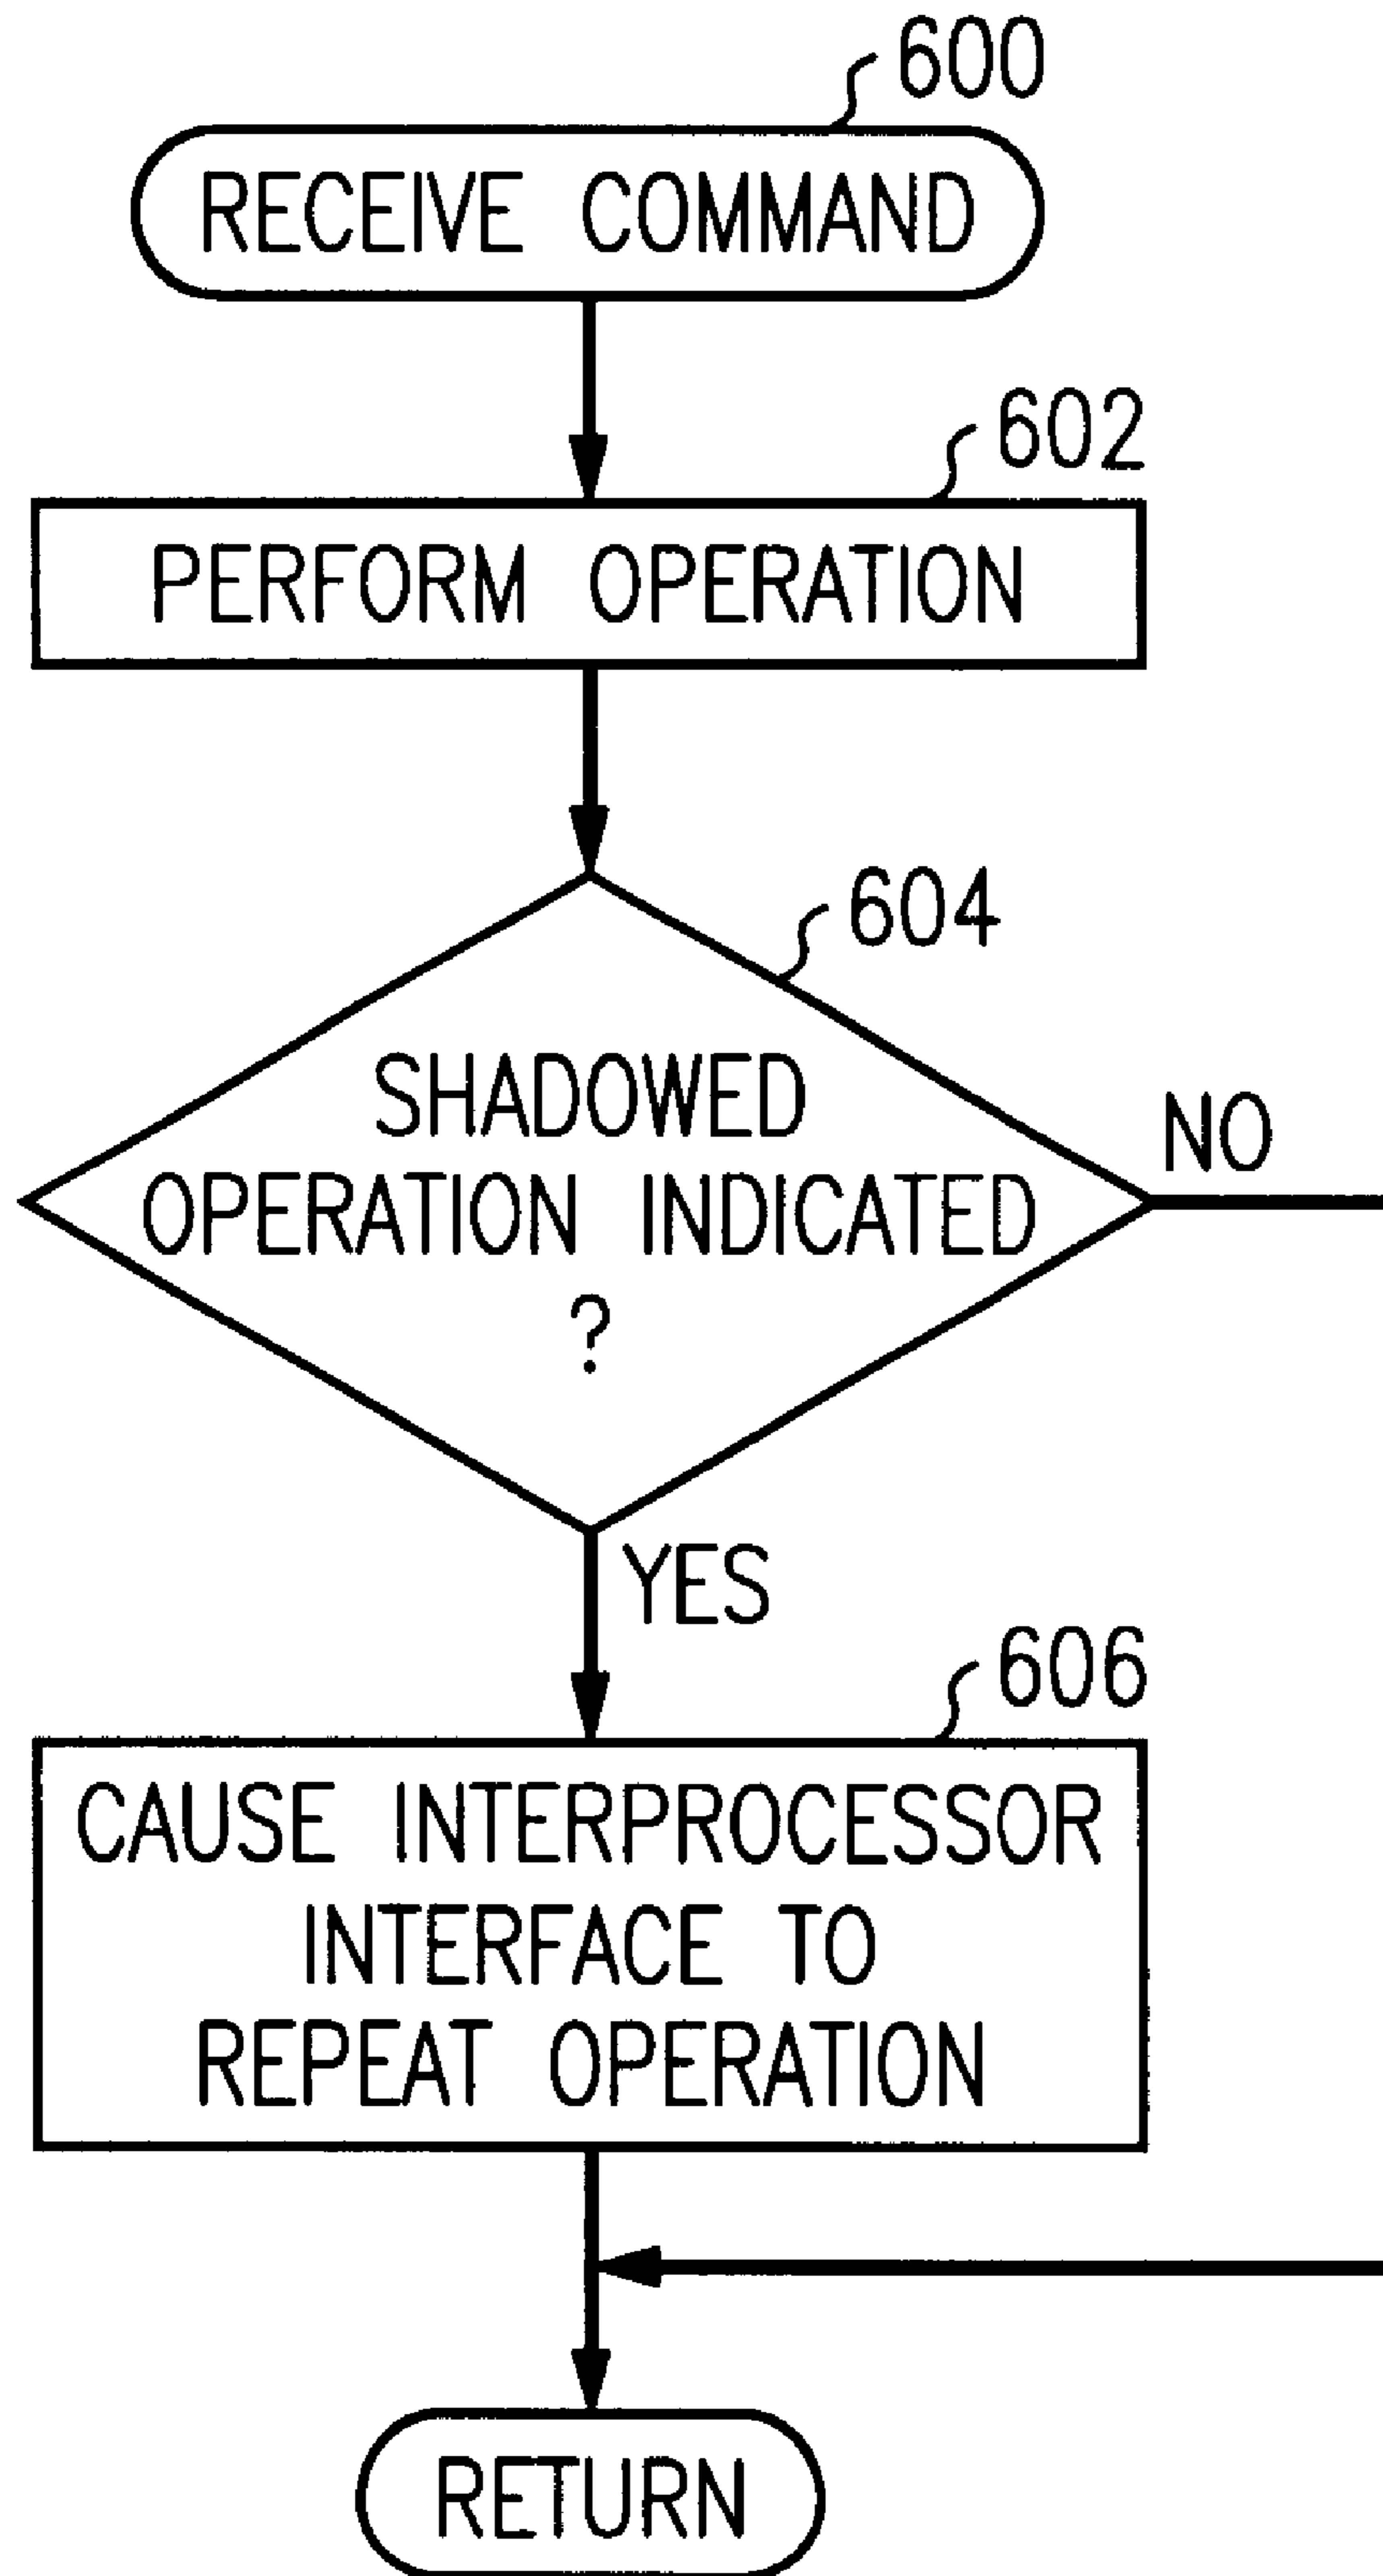 600
RECEIVE COMMAND
602
PERFORM OPERATION
604
SHADOWED
OPERATION INDICATED
?
NO
YES
606
CAUSE INTERPROCESSOR
INTERFACE TO
REPEAT OPERATION
RETURN